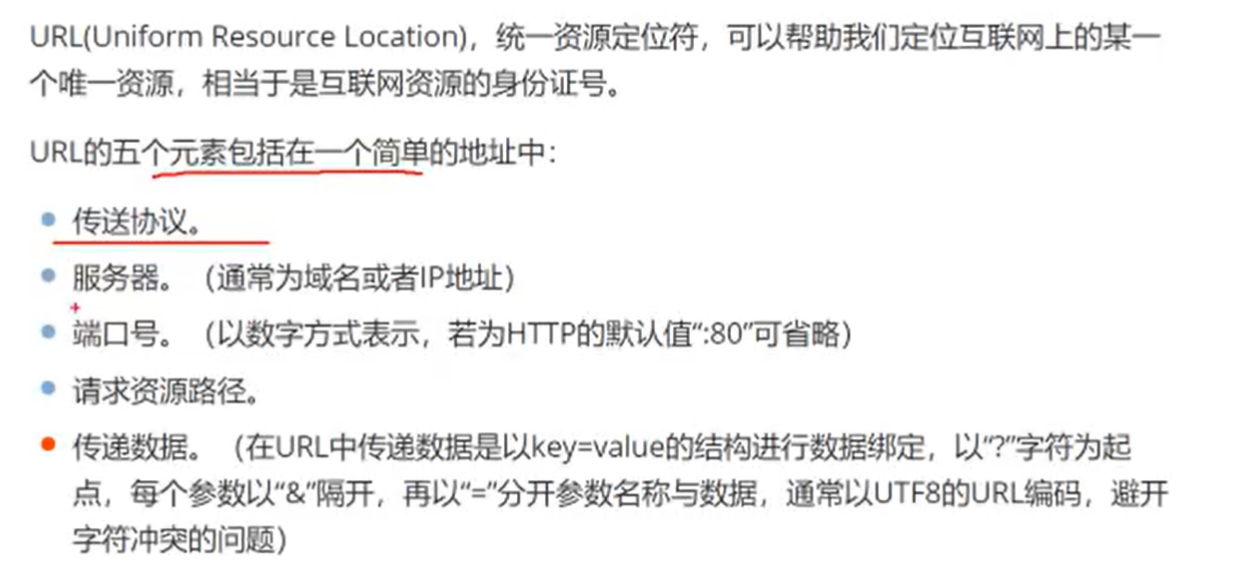 URL(Uniform Resource Location)，统一资源定位符，可以帮助我们定位互联网上的某一
个唯一资源，相当于是互联网资源的身份证号。
URL的五个元素包括在一个简单的地址中：
传送协议。
服务器。（通常为域名或者IP地址）
端口号。（以数字方式表示，若为HTTP的默认值“:80”可省略）
请求资源路径。
传递数据。（在URL中传递数据是以key=value的结构进行数据绑定，以“?”字符为起
点，每个参数以“&”隔开，再以“=”分开参数名称与数据，通常以UTF8的URL编码，避开
字符冲突的问题）